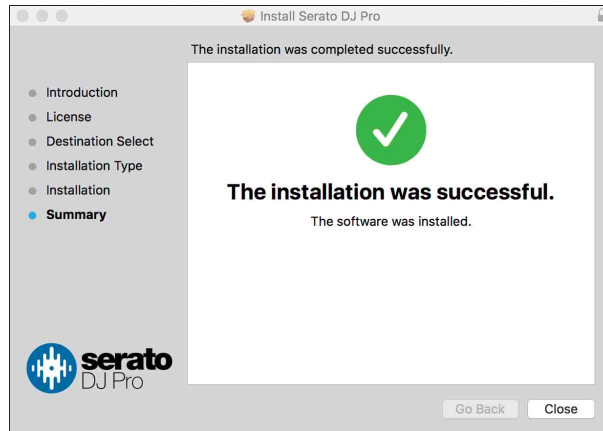 Install Serato DJ Pro
The installation was completed successfully.
Introduction
License
Destination Select
Installation Type
Installation
Summary
The installation was successful.
The software was installed.
serato
DJ Pro
Go Back
Close